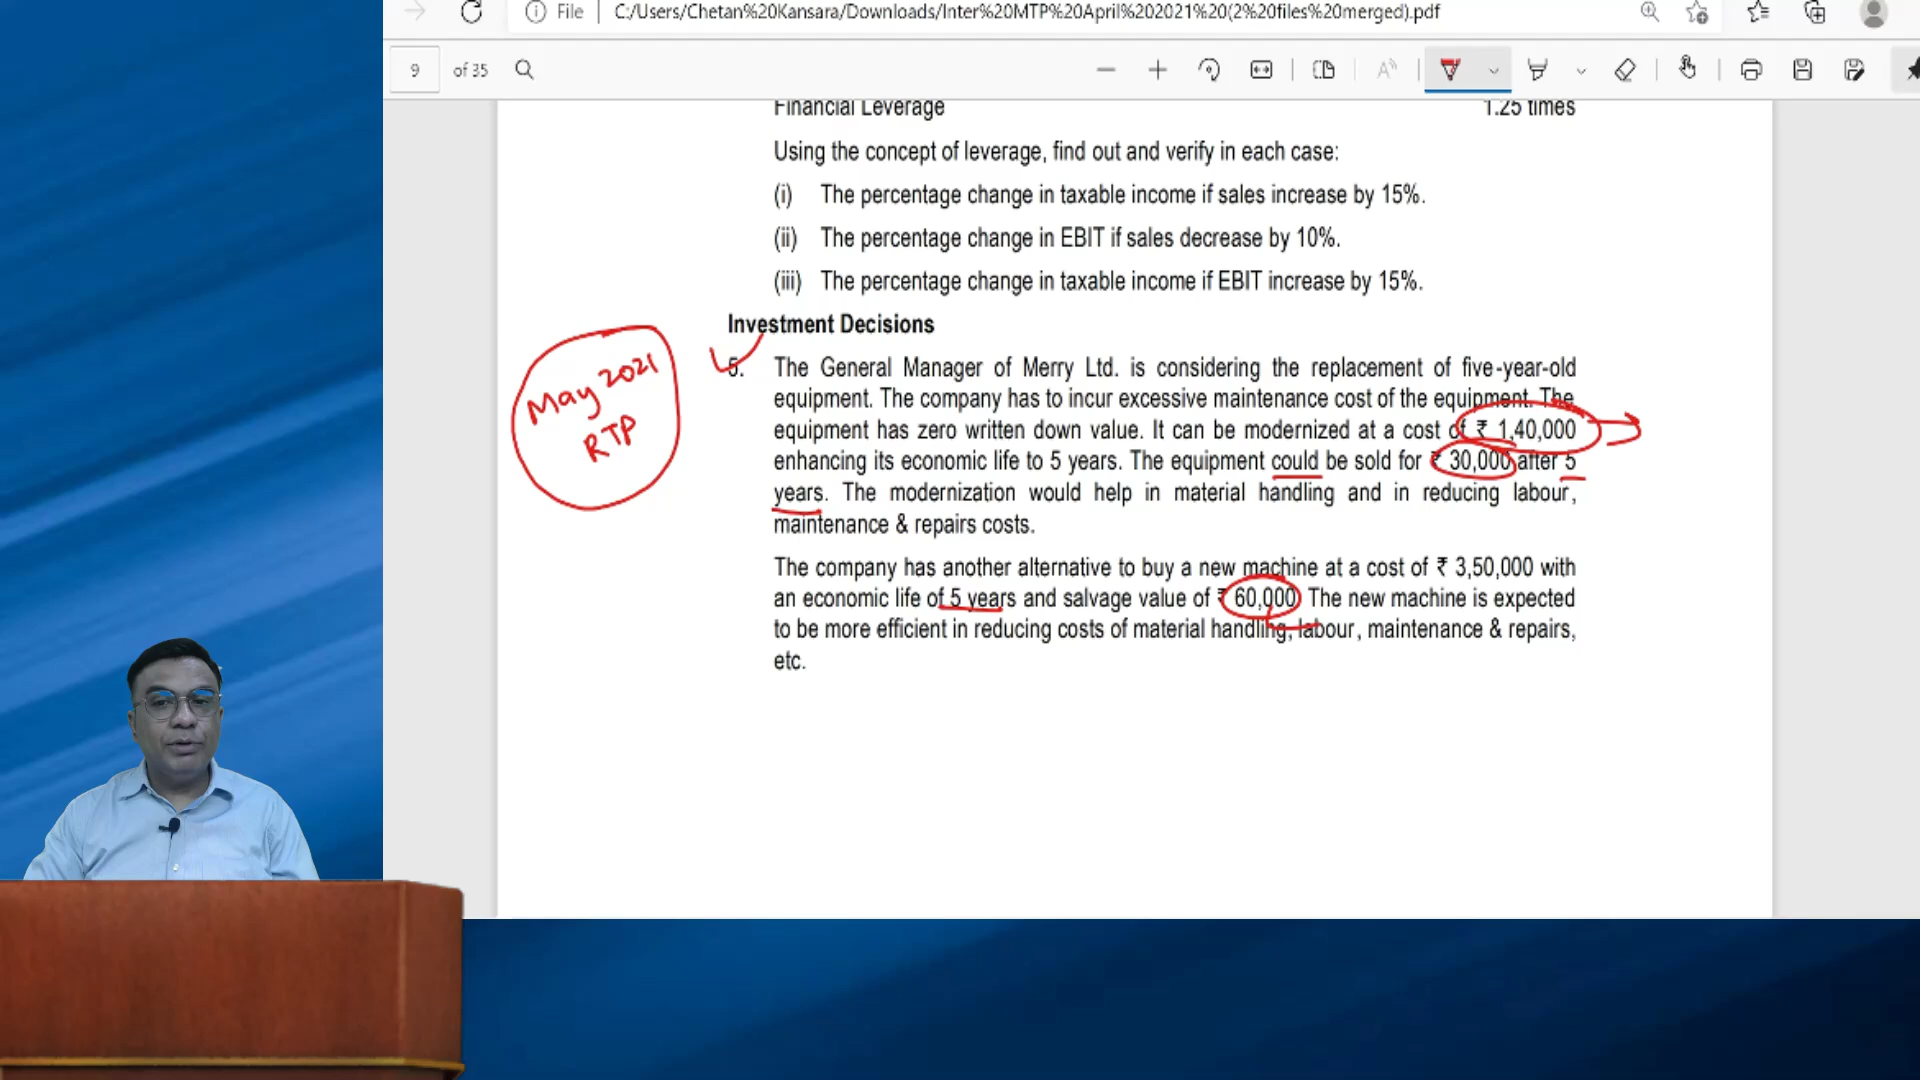 File
C:/Users/Chetan%20Kansara/Downloads/Inter%20MTP%20April%202021%20(2%20files%20merged).pdf
9 of 35
Financial Leverage 1.25 times
Using the concept of leverage, find out and verify in each case:
(i) The percentage change in taxable income if sales increase by 15%.
(ii) The percentage change in EBIT if sales decrease by 10%.
(iii) The percentage change in taxable income if EBIT increase by 15%.
Investment Decisions
May 2021
RTP
5. The General Manager of Merry Ltd. is considering the replacement of five-year-old
equipment. The company has to incur excessive maintenance cost of the equipment. The
equipment has zero written down value. It can be modernized at a cost of ₹ 1,40,000
enhancing its economic life to 5 years. The equipment could be sold for ₹ 30,000 after 5
years. The modernization would help in material handling and in reducing labour,
maintenance & repairs costs.
The company has another alternative to buy a new machine at a cost of ₹ 3,50,000 with
an economic life of 5 years and salvage value of ₹ 60,000. The new machine is expected
to be more efficient in reducing costs of material handling, labour, maintenance & repairs,
etc.